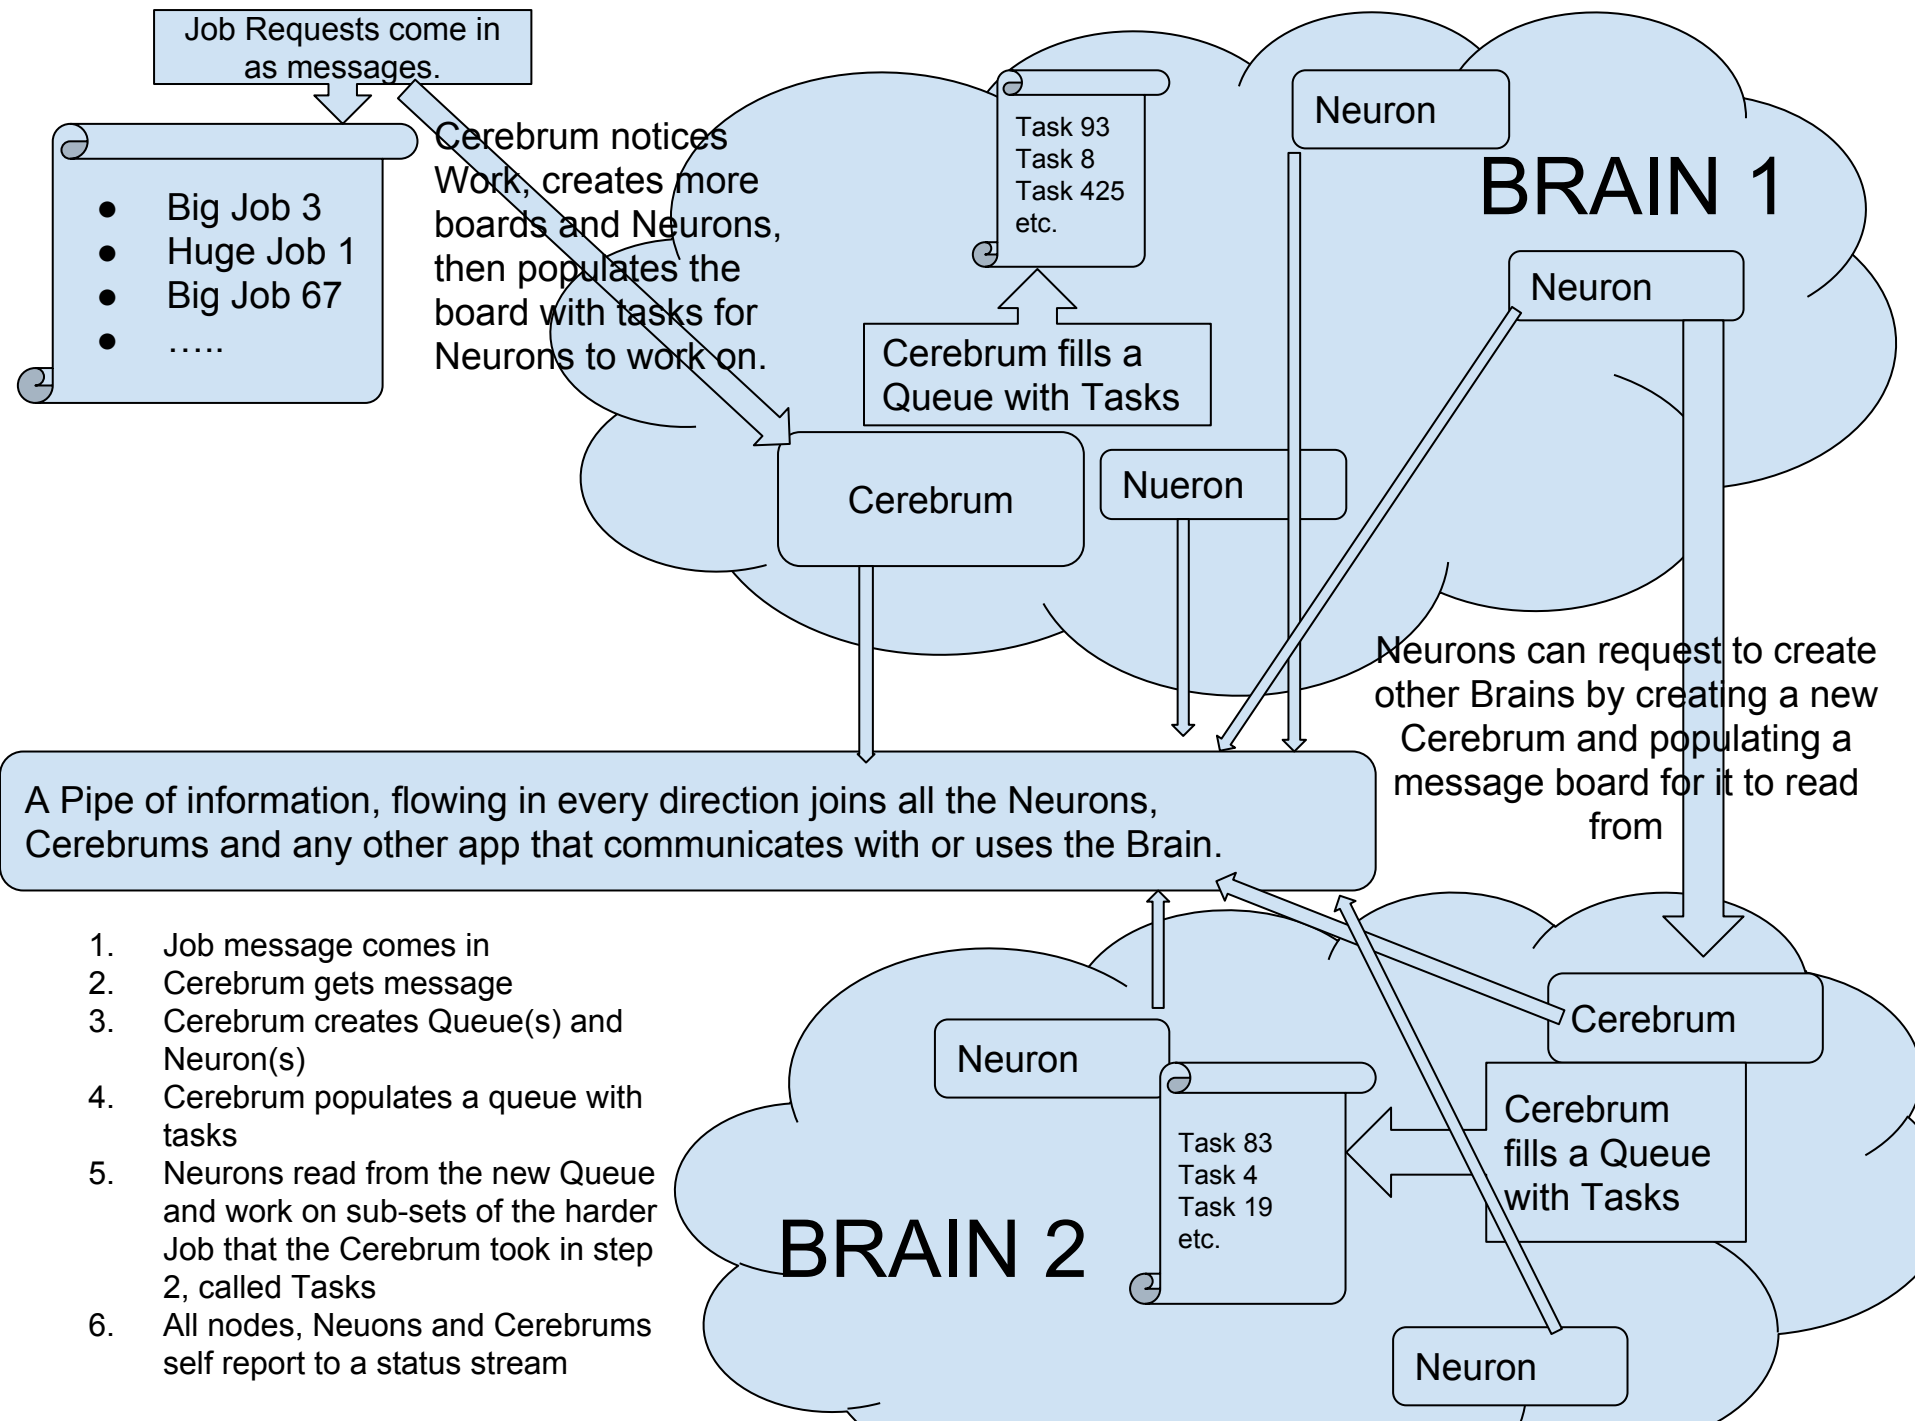 Job Requests come in
as messages.
● Big Job 3
● Huge Job 1
● Big Job 67
● …..
Cerebrum notices
Work, creates more
boards and Neurons,
then populates the
board with tasks for
Neurons to work on.
Task 93
Task 8
Task 425
etc.
Neuron
BRAIN 1
Neuron
Cerebrum fills a
Queue with Tasks
Cerebrum
Nueron
Neurons can request to create
other Brains by creating a new
Cerebrum and populating a
message board for it to read
from
A Pipe of information, flowing in every direction joins all the Neurons,
Cerebrums and any other app that communicates with or uses the Brain.
1. Job message comes in
2. Cerebrum gets message
3. Cerebrum creates Queue(s) and
Neuron(s)
4. Cerebrum populates a queue with
tasks
5. Neurons read from the new Queue
and work on sub-sets of the harder
Job that the Cerebrum took in step
2, called Tasks
6. All nodes, Neuons and Cerebrums
self report to a status stream
Neuron
Cerebrum
Task 83
Task 4
Task 19
etc.
Cerebrum
fills a Queue
with Tasks
BRAIN 2
Neuron